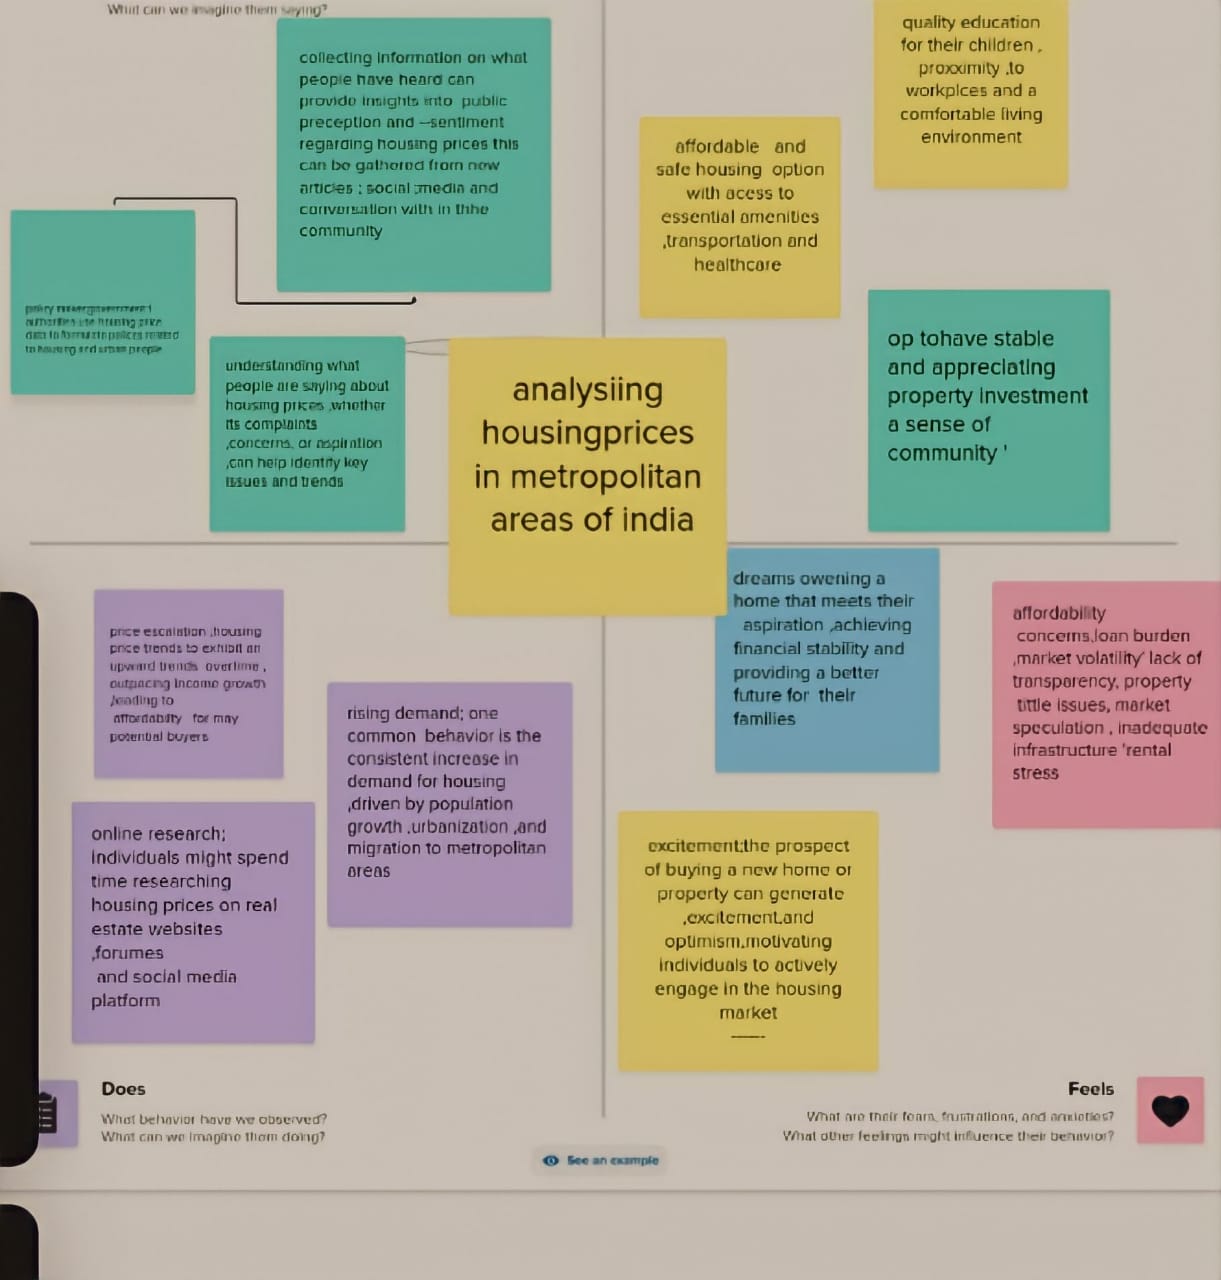 What can we imagine them saying?
collecting information on what
people have heard can
provide insights into public
preception and –sentiment
regarding housing prices this
can be gathered from new
articles ; social ;media and
conversation with in thhe
community
authorities use housing price
data to formulate polices related
to housing and urban people
understanding what
people are saying about
housing prices ,whether
its complaints
,concerns, or aspiration
,can help identify key
issues and trends
quality education
for their children ,
proxximity ,to
workplces and a
comfortable living
environment
affordable and
safe housing option
with acess to
essential amenities
,transportation and
healthcare
op tohave stable
and appreciating
property investment
a sense of
community '
analysiing
housingprices
in metropolitan
areas of india
price escalation ,housing
price trends to exhibit an
upward trends overtime ,
outpacing income growth
,leading to
affordability for may
potential buyers
rising demand; one
common behavior is the
consistent increase in
demand for housing
,driven by population
growth ,urbanization ,and
migration to metropolitan
areas
online research;
individuals might spend
time researching
housing prices on real
estate websites
,forumes
and social media
platform
dreams owening a
home that meets their
aspiration ,achieving
financial stability and
providing a better
future for their
families
affordability
concerns,loan burden
,market volatility' lack of
transparency, property
tittle issues, market
speculation , inadequate
infrastructure 'rental
stress
excitement;the prospect
of buying a new home or
property can generate
,excitement,and
optimism,motivating
individuals to actively
engage in the housing
market
Does
What behavior have we observed?
What can we imagine them doing?
Feels
What are their fears, frustrations, and anxieties?
What other feelings might influence their behavior?
See an example